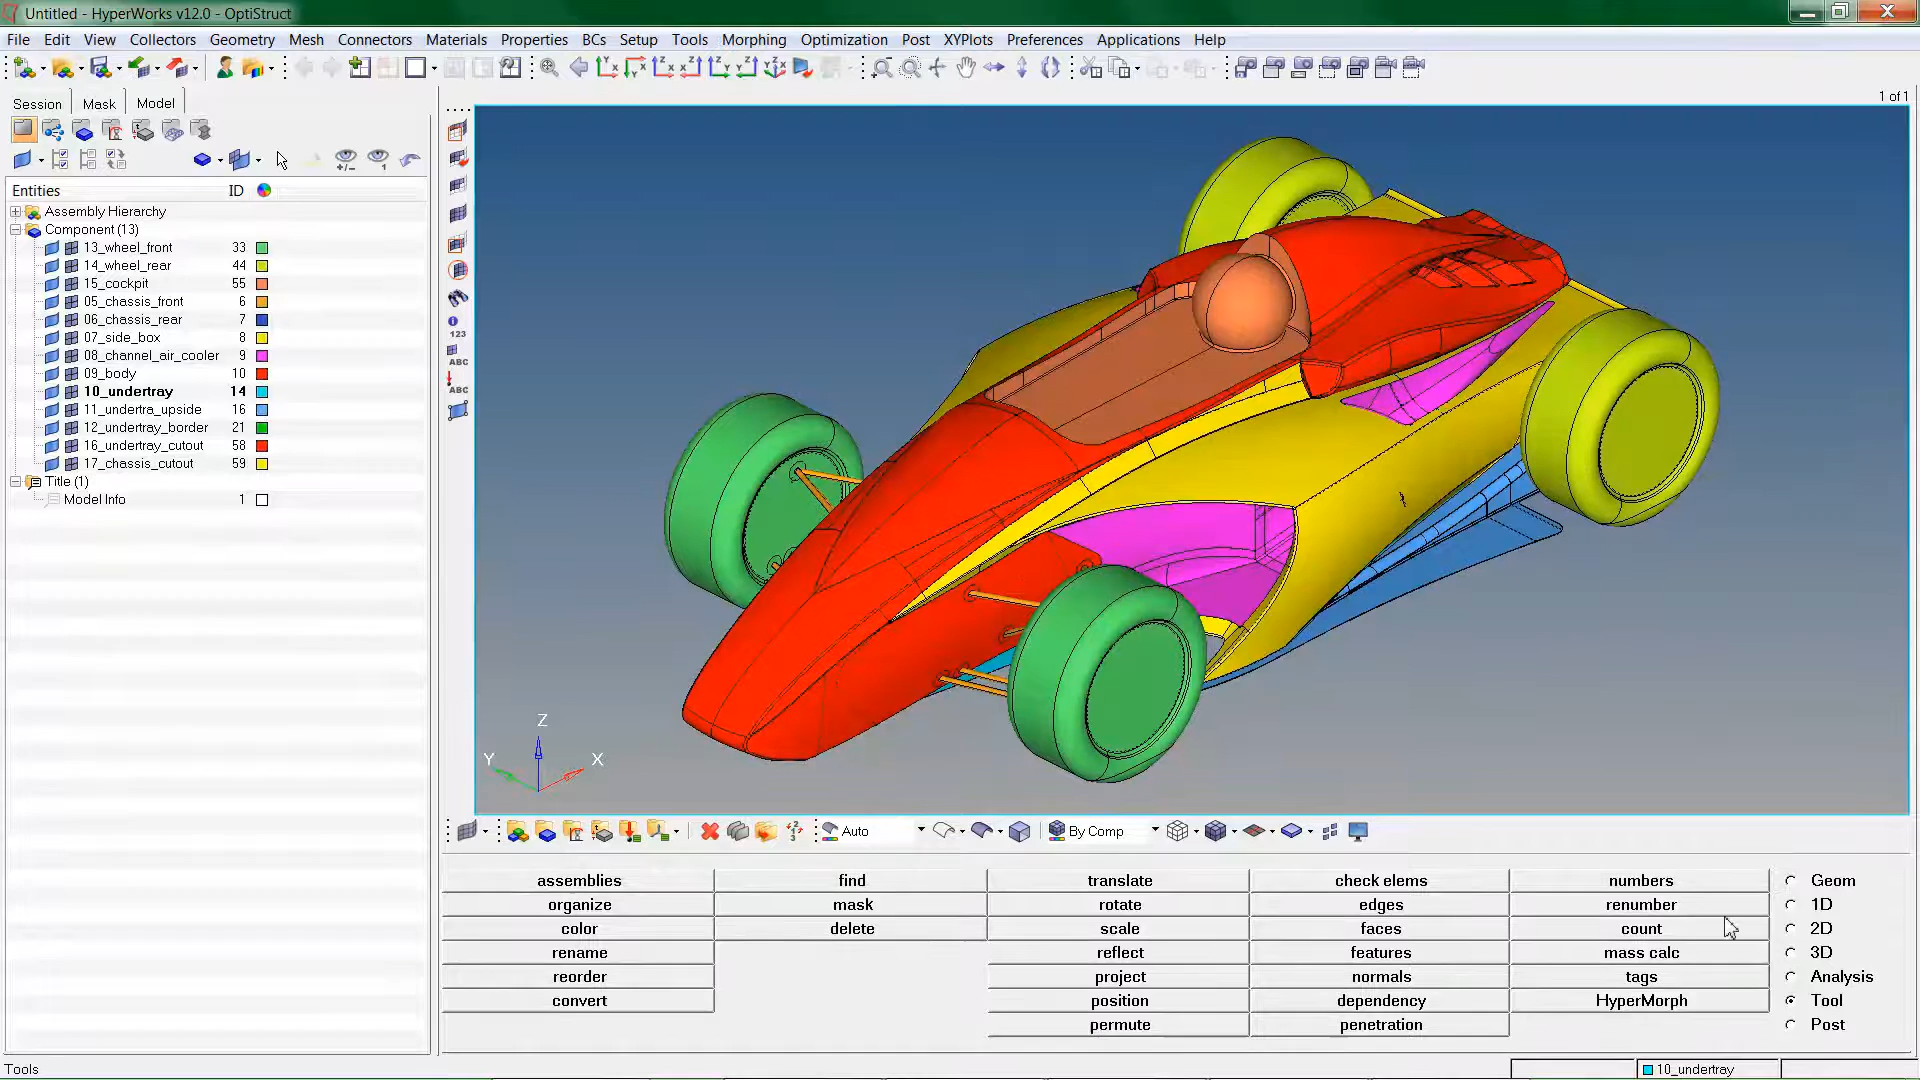 Untitled - HyperWorks v12.0 - OptiStruct
File Edit View Collectors Geometry Mesh Connectors Materials Properties BCs Setup Tools Morphing Optimization Post XYPlots Preferences Applications Help
Session Mask Model
1 of 1
Entities ID
Assembly Hierarchy
Component (13)
13_wheel_front 33
14_wheel_rear 44
15_cockpit 55
05_chassis_front 6
06_chassis_rear 7
07_side_box 8
08_channel_air_cooler 9
09_body 10
10_undertray 14
11_undertra_upside 16
12_undertray_border 21
16_undertray_cutout 58
17_chassis_cutout 59
Title (1)
Model Info 1
123
ABC
ABC
Z
Y X
Auto By Comp
assemblies find translate check elems numbers Geom
organize mask rotate edges renumber 1D
color delete scale faces count 2D
rename reflect features mass calc 3D
reorder project normals tags Analysis
convert position dependency HyperMorph Tool
permute penetration Post
Tools 10_undertray